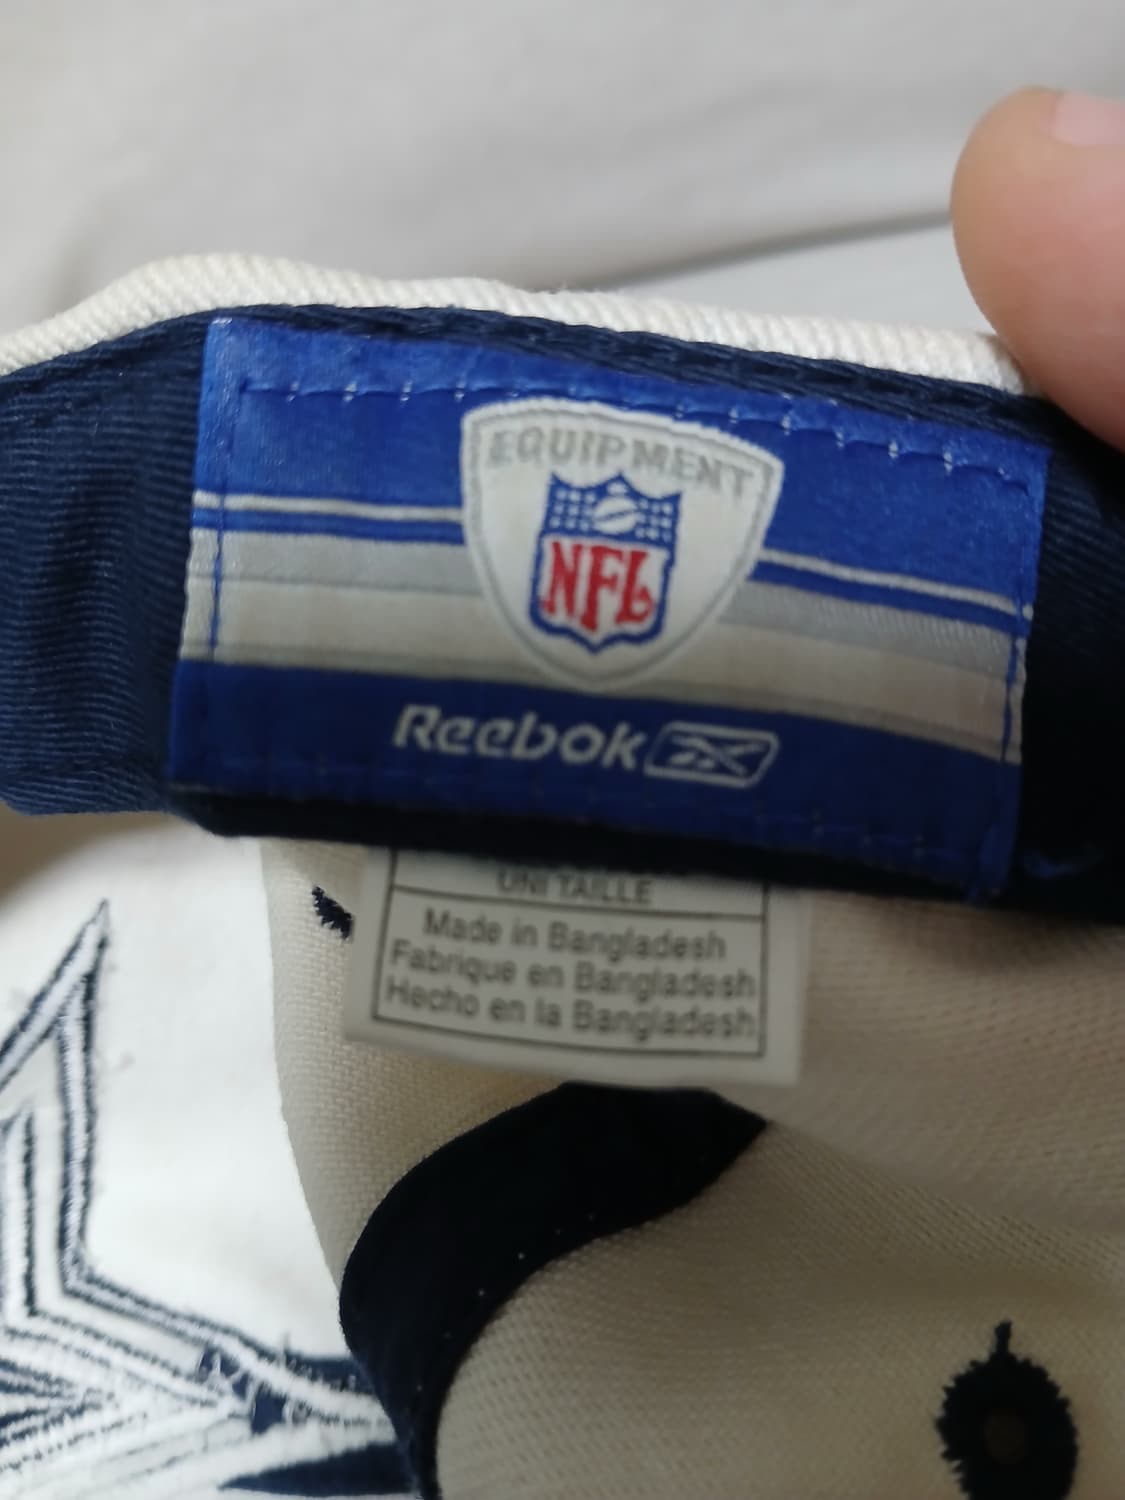 EQUIPMENT
NFL
Reebok
UNI TAILLE
Made in Bangladesh
Fabrique en Bangladesh
Hecho en la Bangladesh